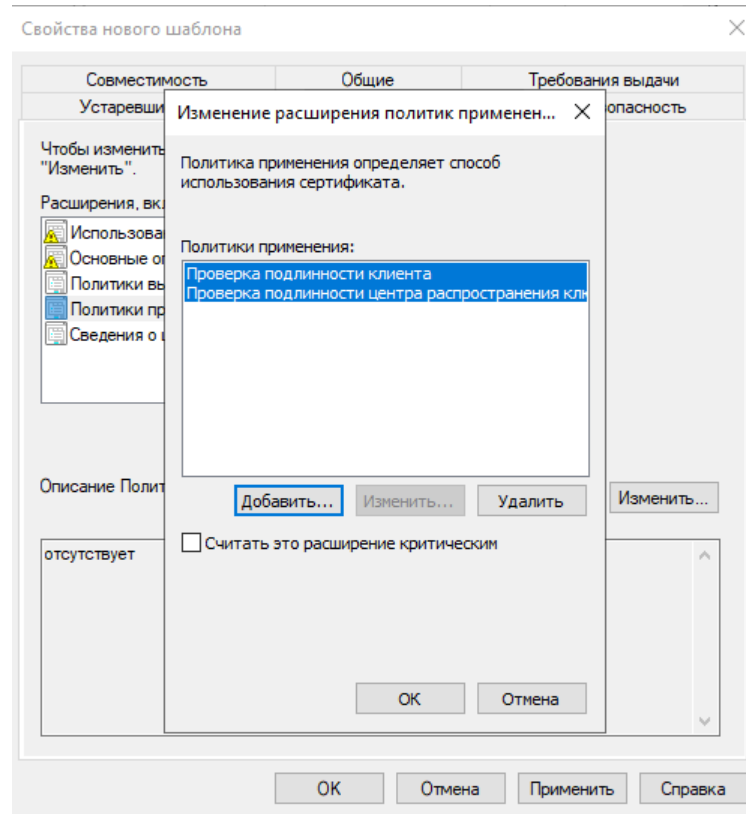 Свойства нового шаблона
Совместимость Общие Требования выдачи
Устаревши опасность
Изменение расширения политик применен...
Чтобы изменить
"Изменить".
Политика применения определяет способ
использования сертификата.
Расширения, вкл
Использова
Основные ог
Политики вы
Политики пр
Сведения о
Политики применения:
Проверка подлинности клиента
Проверка подлинности центра распространения клю
Описание Полит
Добавить... Изменить... Удалить
Изменить...
Считать это расширение критическим
отсутствует
ОК Отмена
ОК Отмена Применить Справка